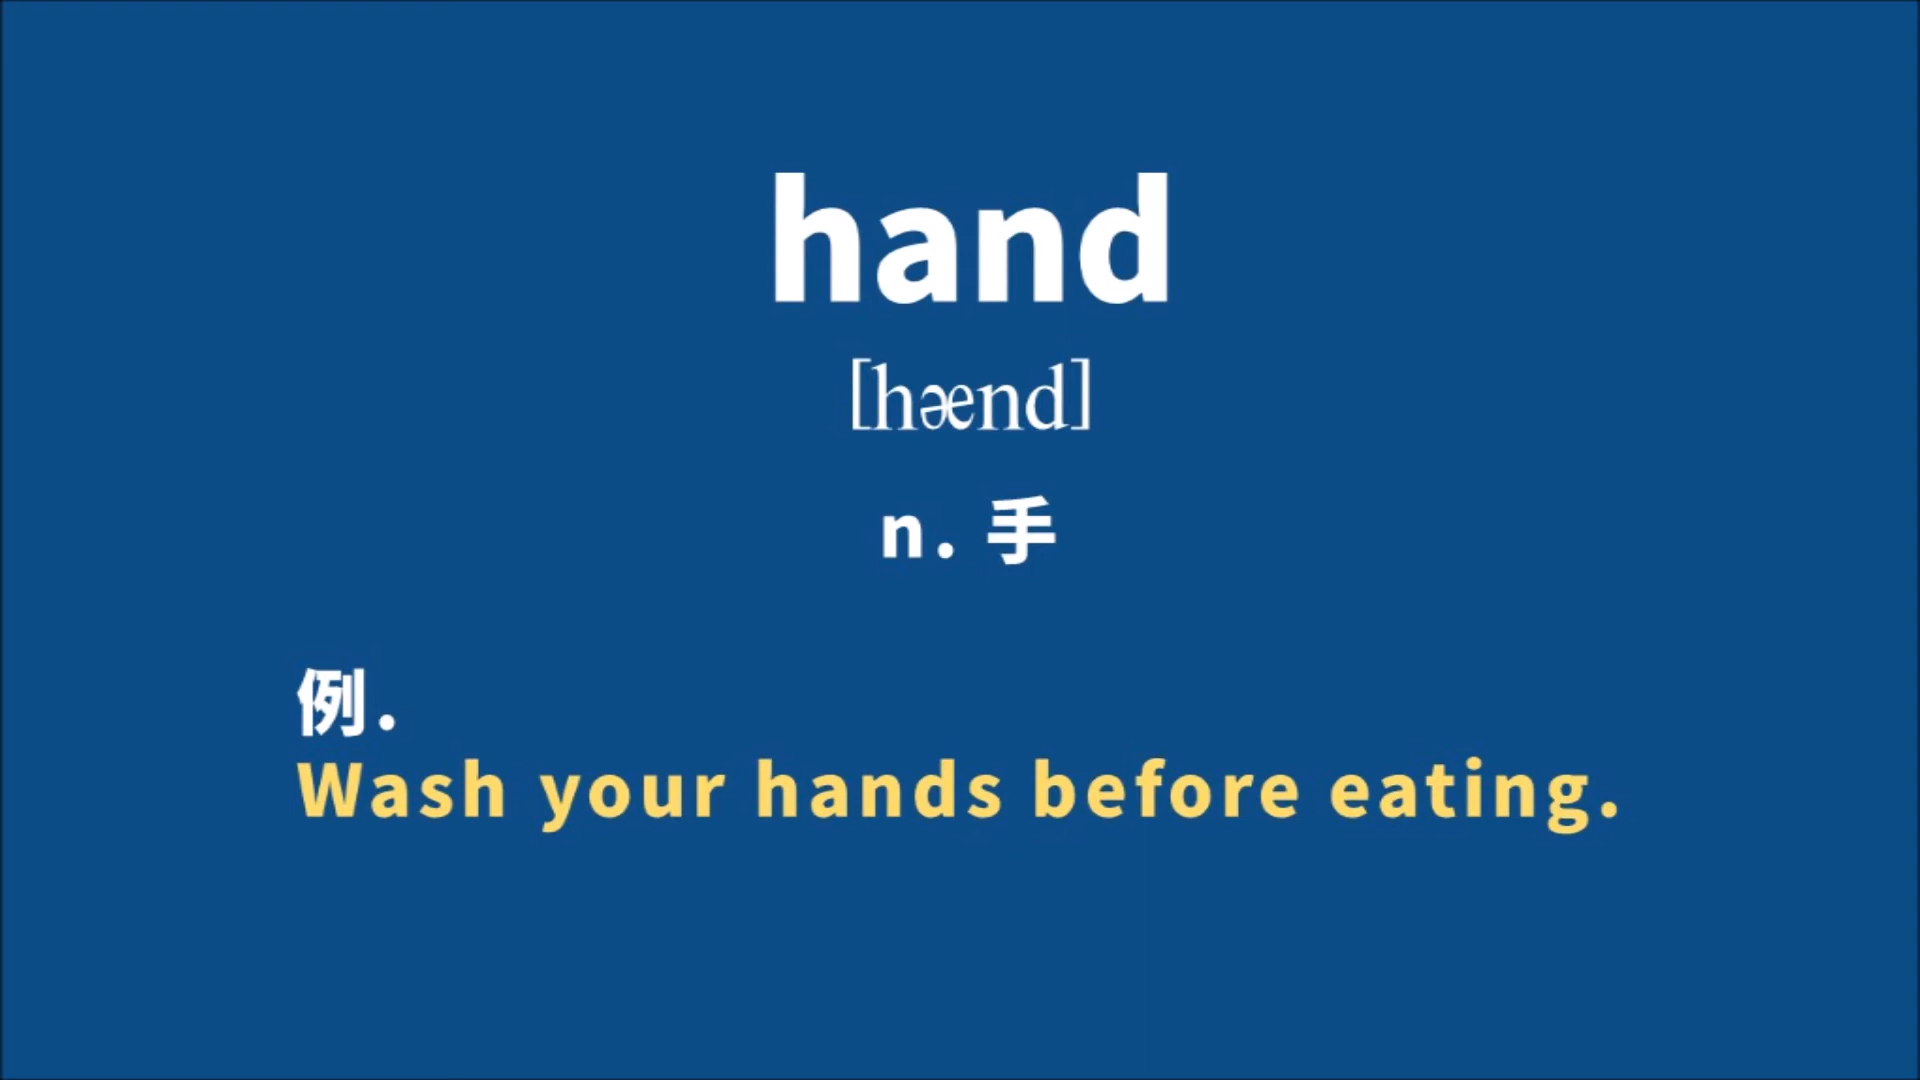 hand
[hænd]
n. 手
例.
Wash your hands before eating.